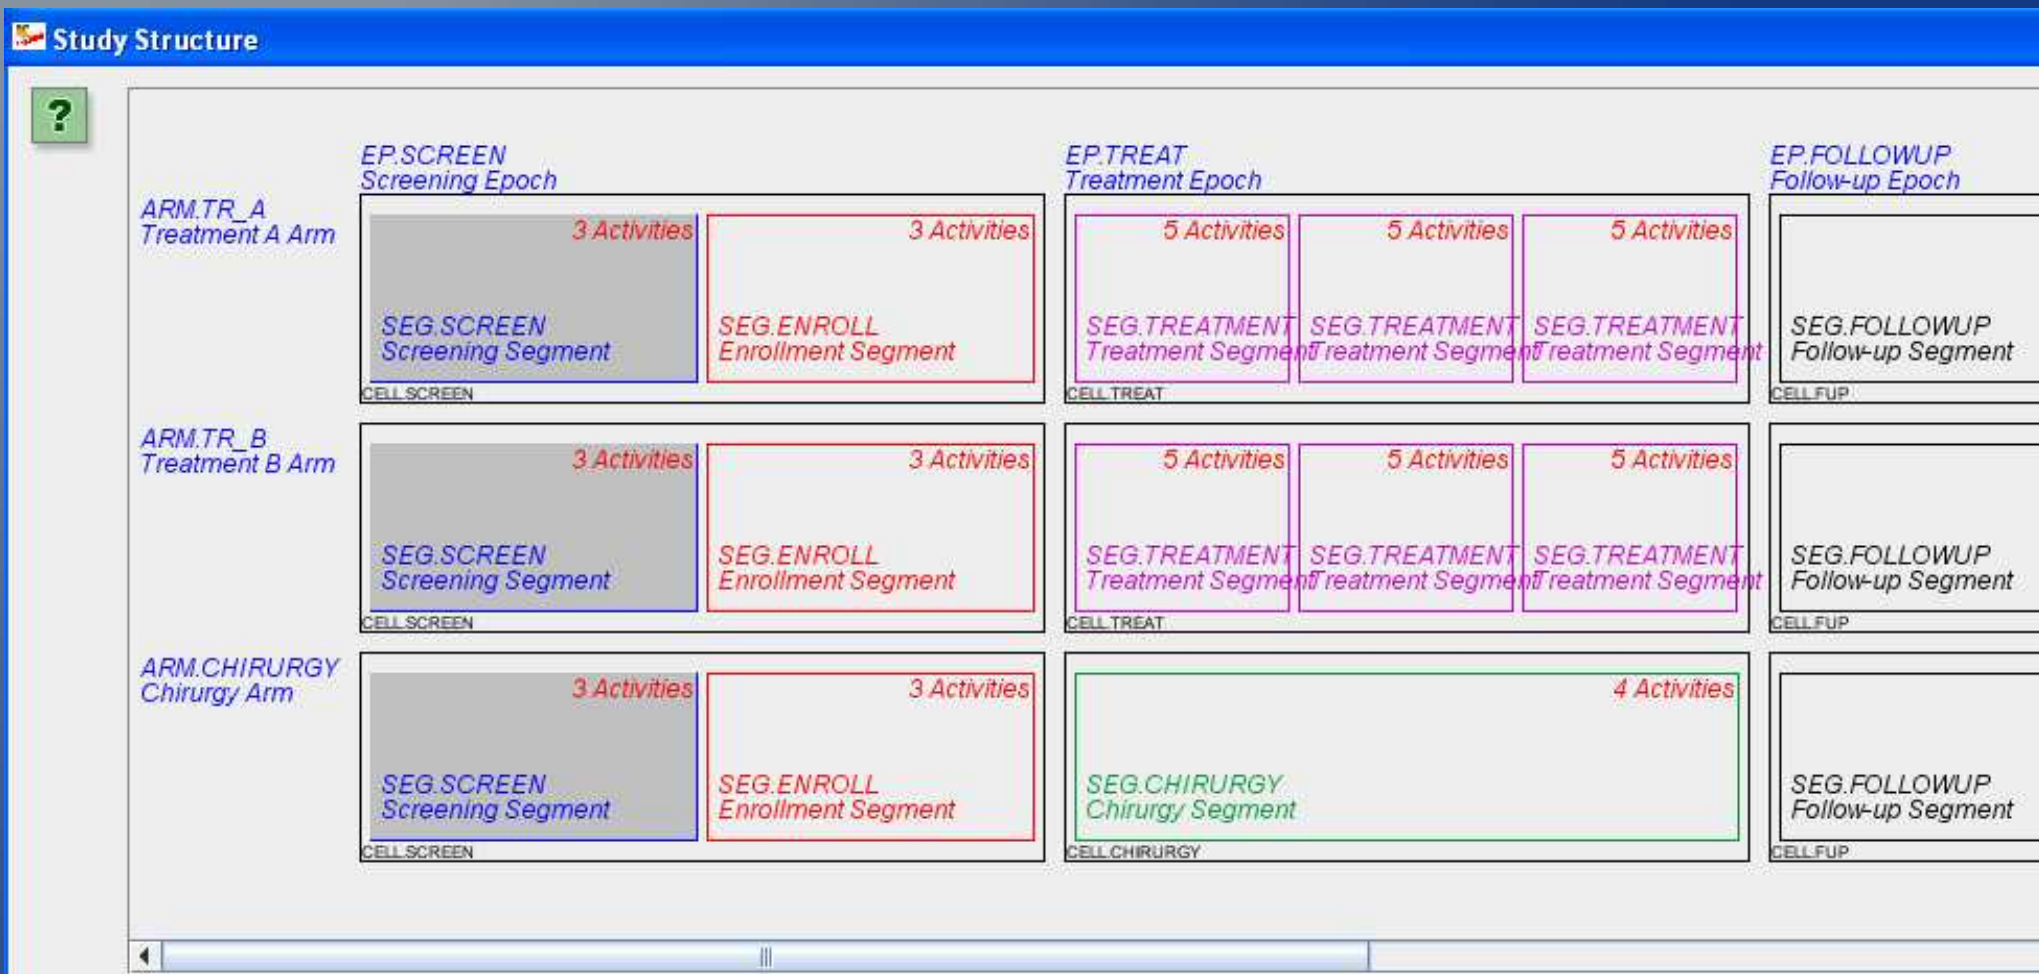 Study Structure
?
EP.SCREEN
Screening Epoch
EP.TREAT
Treatment Epoch
EP.FOLLOWUP
Follow-up Epoch
ARM.TR_A
Treatment A Arm
3 Activities
SEG.SCREEN
Screening Segment
3 Activities
SEG.ENROLL
Enrollment Segment
CELL.SCREEN
5 Activities
SEG.TREATMENT
Treatment Segment
5 Activities
SEG.TREATMENT
Treatment Segment
5 Activities
SEG.TREATMENT
Treatment Segment
CELL.TREAT
SEG.FOLLOWUP
Follow-up Segment
CELL.FUP
ARM.TR_B
Treatment B Arm
3 Activities
SEG.SCREEN
Screening Segment
3 Activities
SEG.ENROLL
Enrollment Segment
CELL.SCREEN
5 Activities
SEG.TREATMENT
Treatment Segment
5 Activities
SEG.TREATMENT
Treatment Segment
5 Activities
SEG.TREATMENT
Treatment Segment
CELL.TREAT
SEG.FOLLOWUP
Follow-up Segment
CELL.FUP
ARM.CHIRURGY
Chirurgy Arm
3 Activities
SEG.SCREEN
Screening Segment
3 Activities
SEG.ENROLL
Enrollment Segment
CELL.SCREEN
4 Activities
SEG.CHIRURGY
Chirurgy Segment
CELL.CHIRURGY
SEG.FOLLOWUP
Follow-up Segment
CELL.FUP